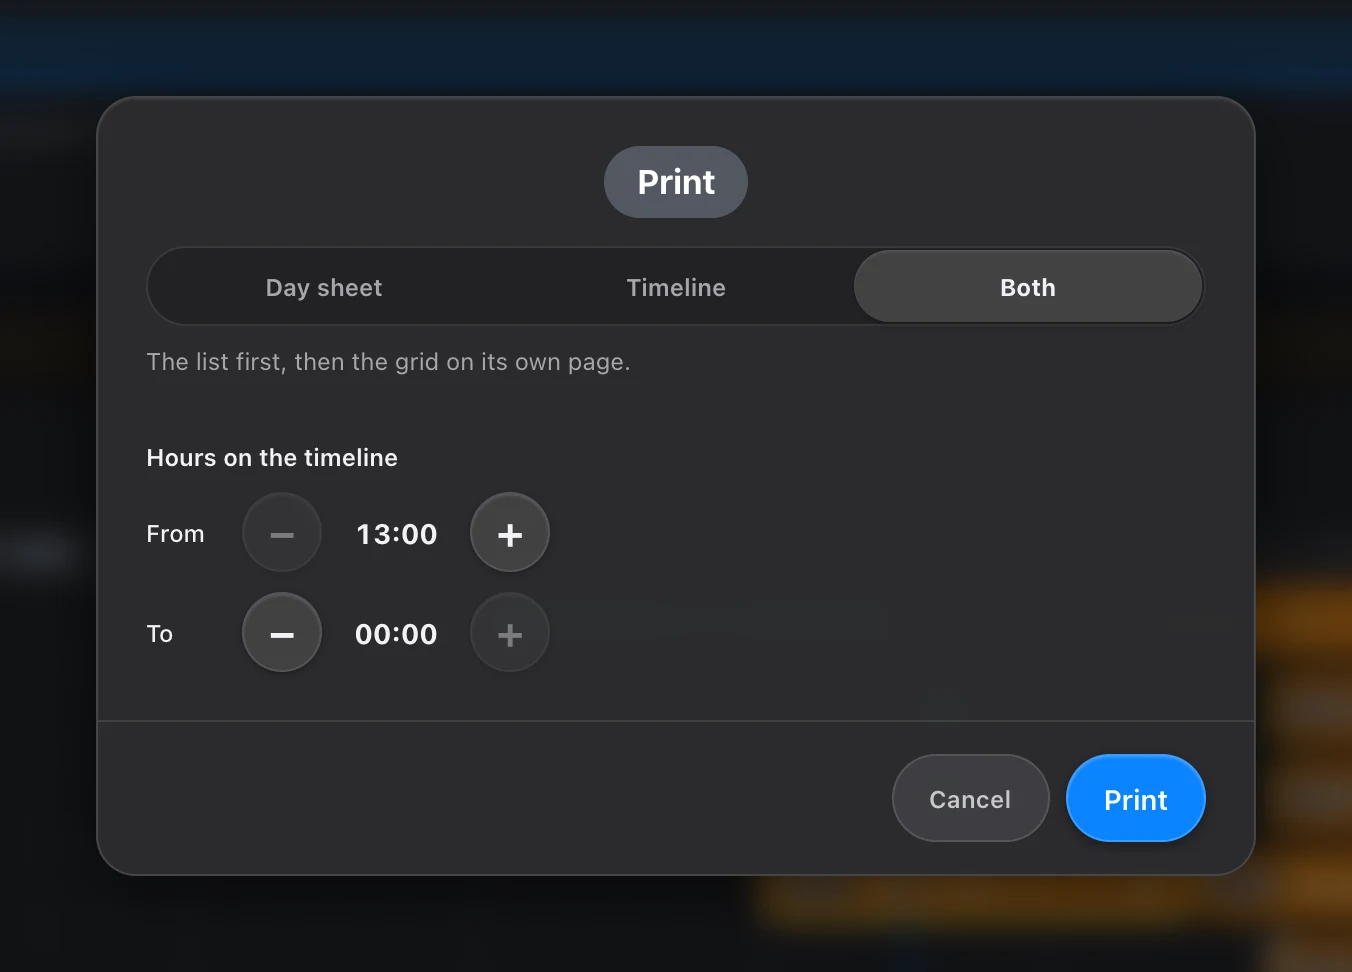 Print
Day sheet Timeline Both
The list first, then the grid on its own page.
Hours on the timeline
From − 13:00 +
To − 00:00 +
Cancel Print